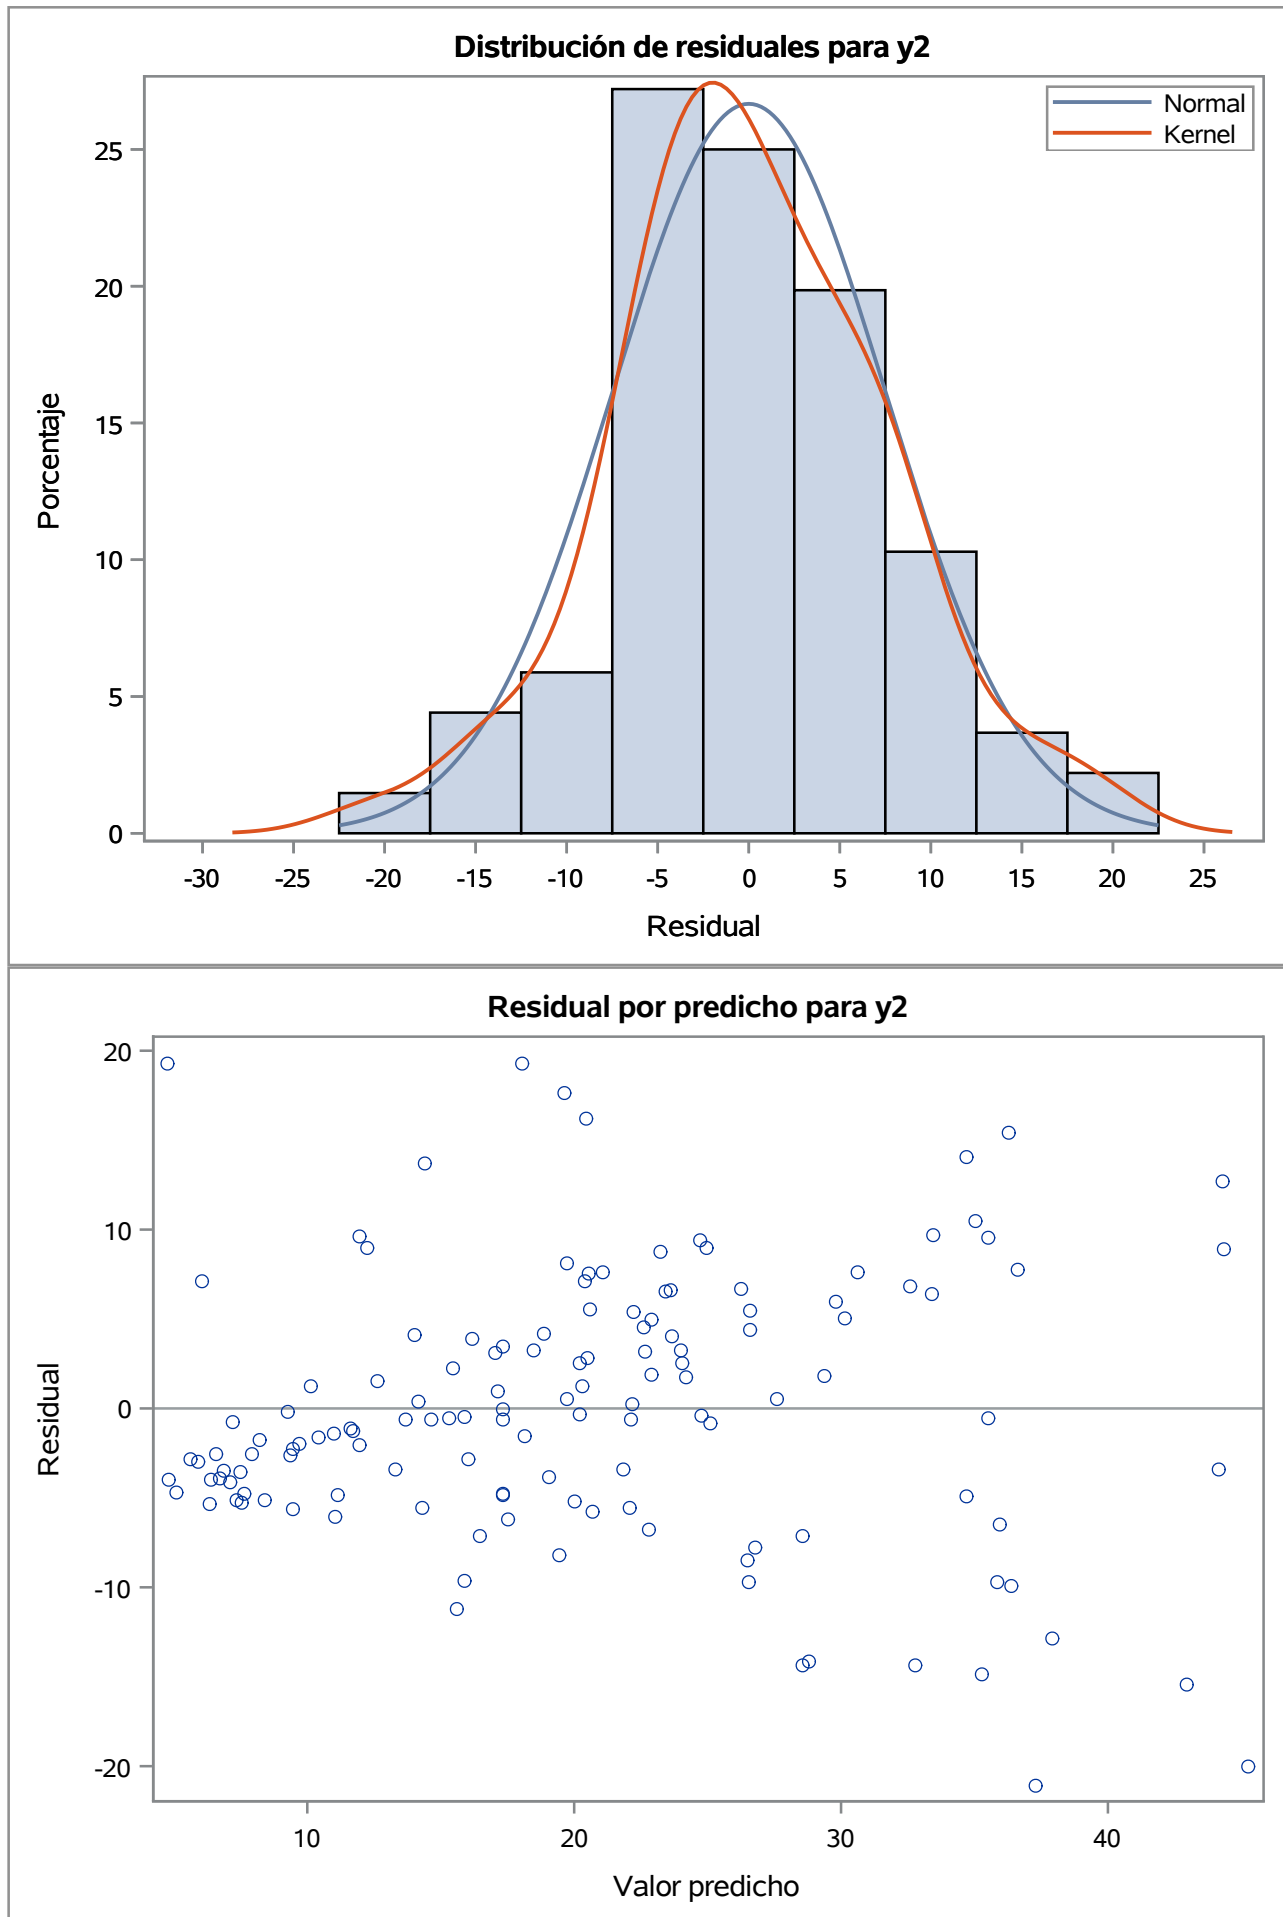 Distribución de residuales para y2
Normal
Kernel
25
20
15
10
5
0
Porcentaje
-30 -25 -20 -15 -10 -5 0 5 10 15 20 25
Residual
Residual por predicho para y2
20
10
0
-10
-20
Residual
10 20 30 40
Valor predicho